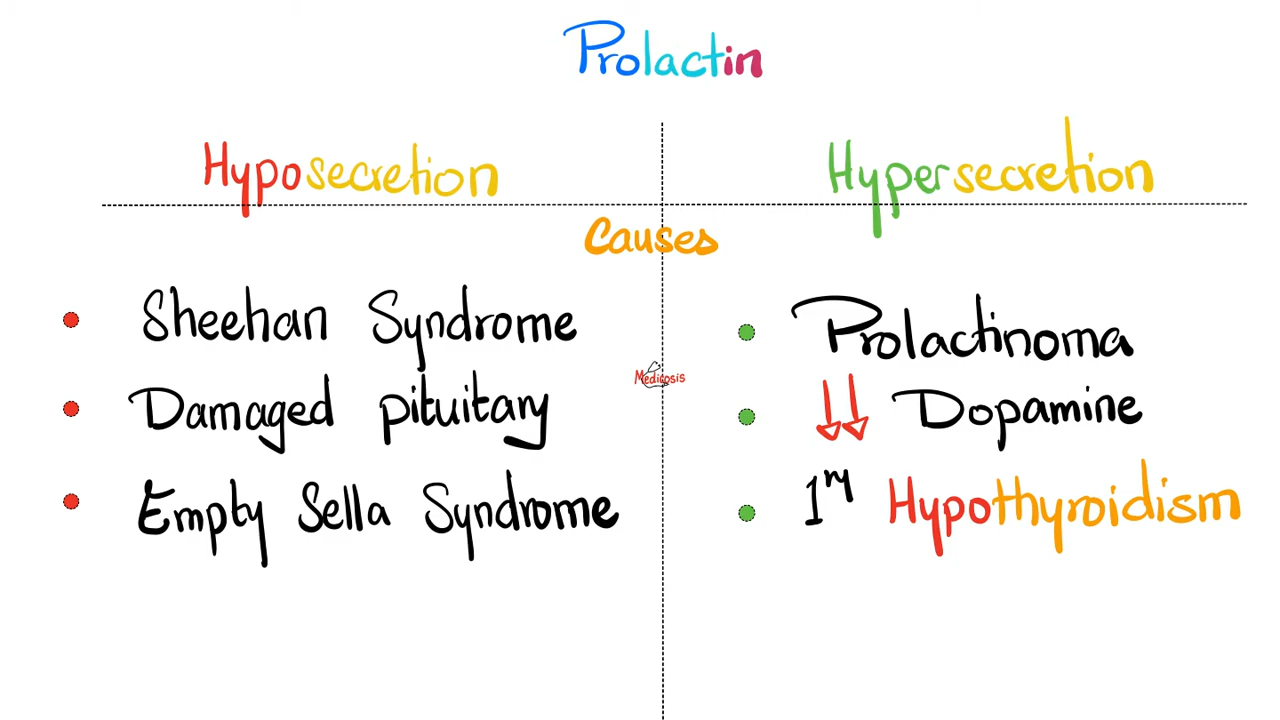 Prolactin
Hyposecretion
Hypersecretion
Causes
Sheehan Syndrome
Damaged pituitary
Empty Sella Syndrome
Medicosis
Prolactinoma
↓↓ Dopamine
1ry Hypothyroidism